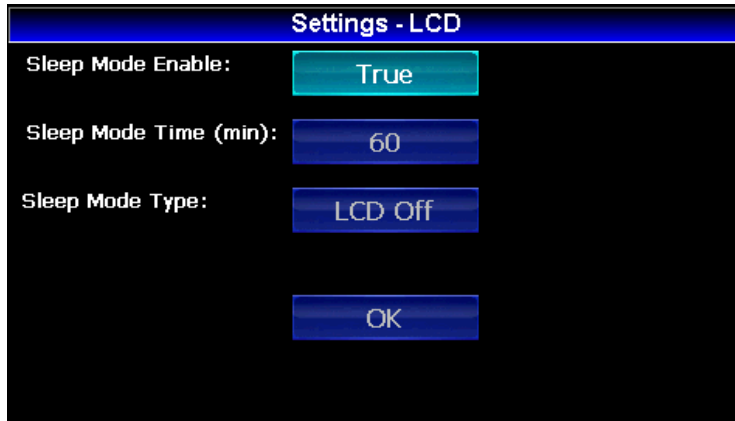 Settings - LCD
Sleep Mode Enable: True
Sleep Mode Time (min): 60
Sleep Mode Type: LCD Off
OK